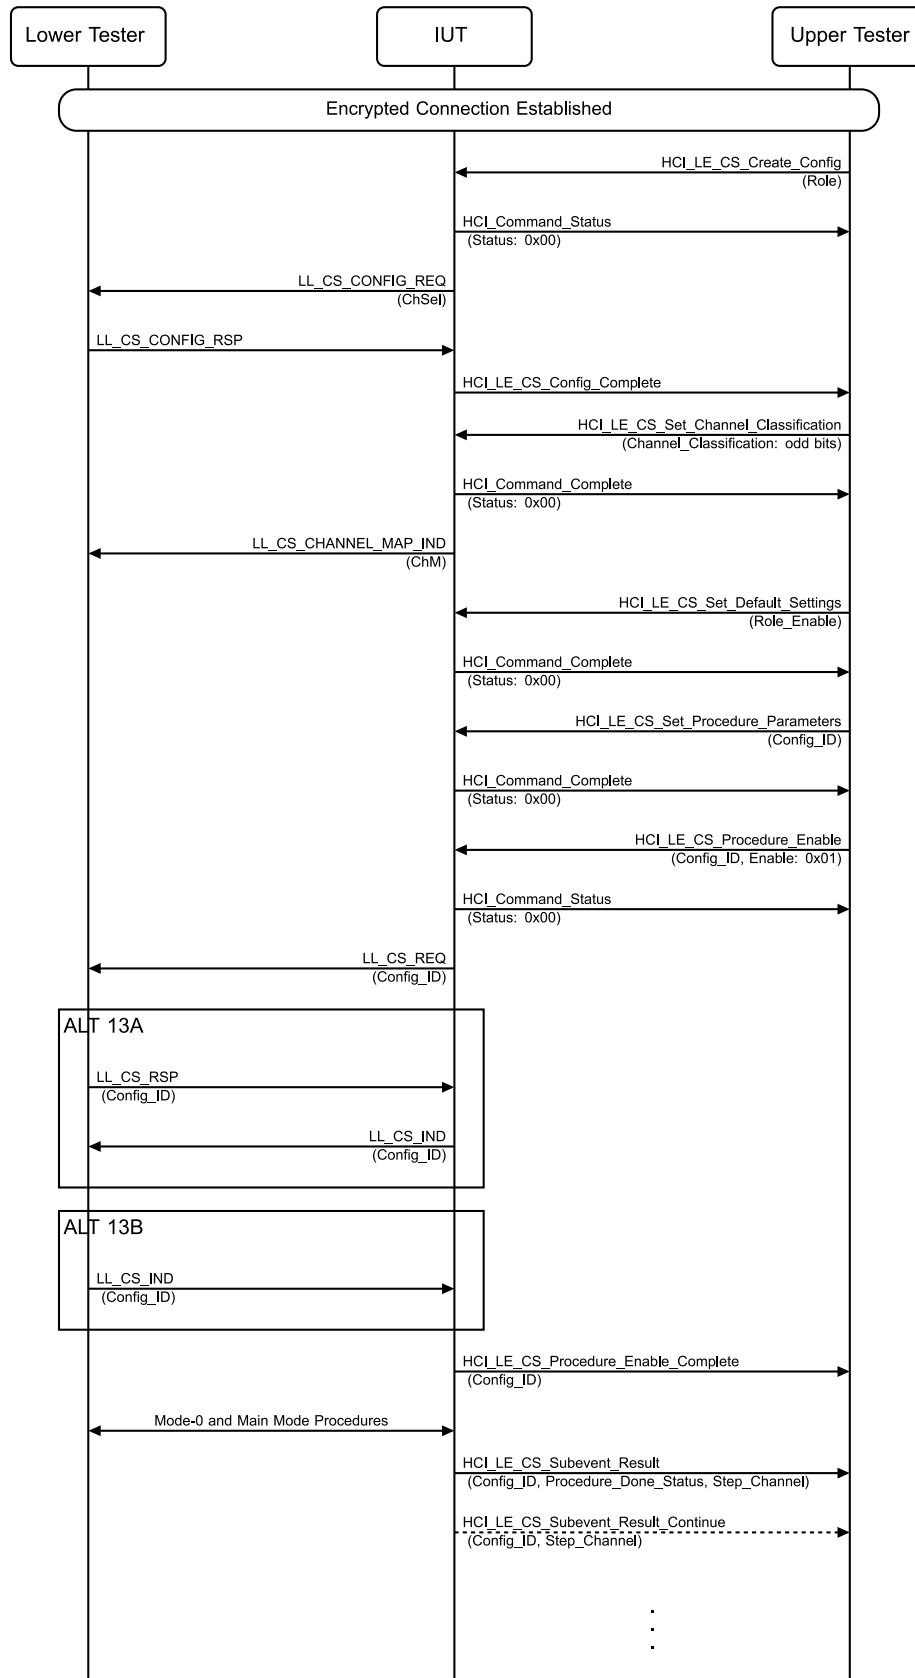 Lower Tester
IUT
Upper Tester
Encrypted Connection Established
HCI_LE_CS_Create_Config
(Role)
HCI_Command_Status
(Status: 0x00)
LL_CS_CONFIG_REQ
(ChSel)
LL_CS_CONFIG_RSP
HCI_LE_CS_Config_Complete
HCI_LE_CS_Set_Channel_Classification
(Channel_Classification: odd bits)
HCI_Command_Complete
(Status: 0x00)
LL_CS_CHANNEL_MAP_IND
(ChM)
HCI_LE_CS_Set_Default_Settings
(Role_Enable)
HCI_Command_Complete
(Status: 0x00)
HCI_LE_CS_Set_Procedure_Parameters
(Config_ID)
HCI_Command_Complete
(Status: 0x00)
HCI_LE_CS_Procedure_Enable
(Config_ID, Enable: 0x01)
HCI_Command_Status
(Status: 0x00)
LL_CS_REQ
(Config_ID)
ALT 13A
LL_CS_RSP
(Config_ID)
LL_CS_IND
(Config_ID)
ALT 13B
LL_CS_IND
(Config_ID)
HCI_LE_CS_Procedure_Enable_Complete
(Config_ID)
Mode-0 and Main Mode Procedures
HCI_LE_CS_Subevent_Result
(Config_ID, Procedure_Done_Status, Step_Channel)
HCI_LE_CS_Subevent_Result_Continue
(Config_ID, Step_Channel)
.
.
.